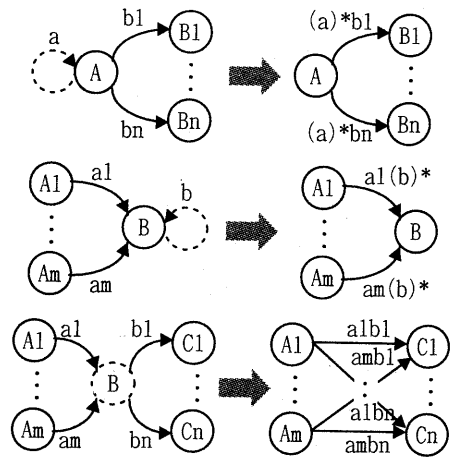 a A b1 B1 bn Bn
(a)*b1 B1 A (a)*bn Bn
A1 a1 b B Am am
A1 a1(b)* B Am am(b)*
A1 a1 b1 C1 B Am am bn Cn
A1 a1b1 C1 amb1 a1bn Am ambn Cn